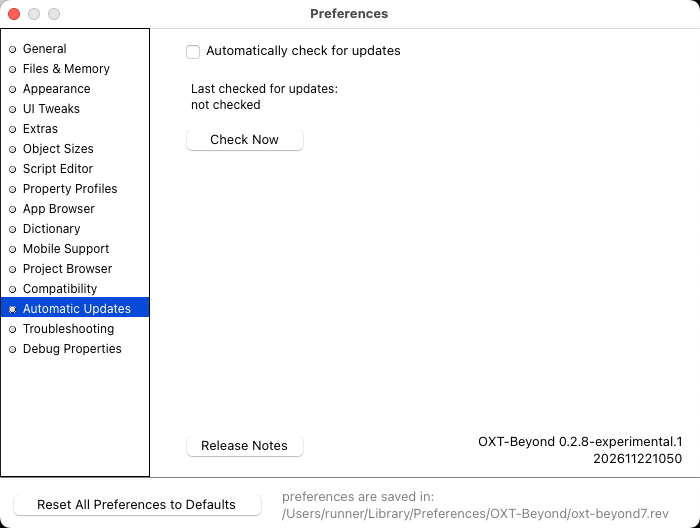 Preferences
General
Files & Memory
Appearance
UI Tweaks
Extras
Object Sizes
Script Editor
Property Profiles
App Browser
Dictionary
Mobile Support
Project Browser
Compatibility
Automatic Updates
Troubleshooting
Debug Properties
Automatically check for updates
Last checked for updates:
not checked
Check Now
Release Notes
OXT-Beyond 0.2.8-experimental.1
202611221050
Reset All Preferences to Defaults
preferences are saved in:
/Users/runner/Library/Preferences/OXT-Beyond/oxt-beyond7.rev